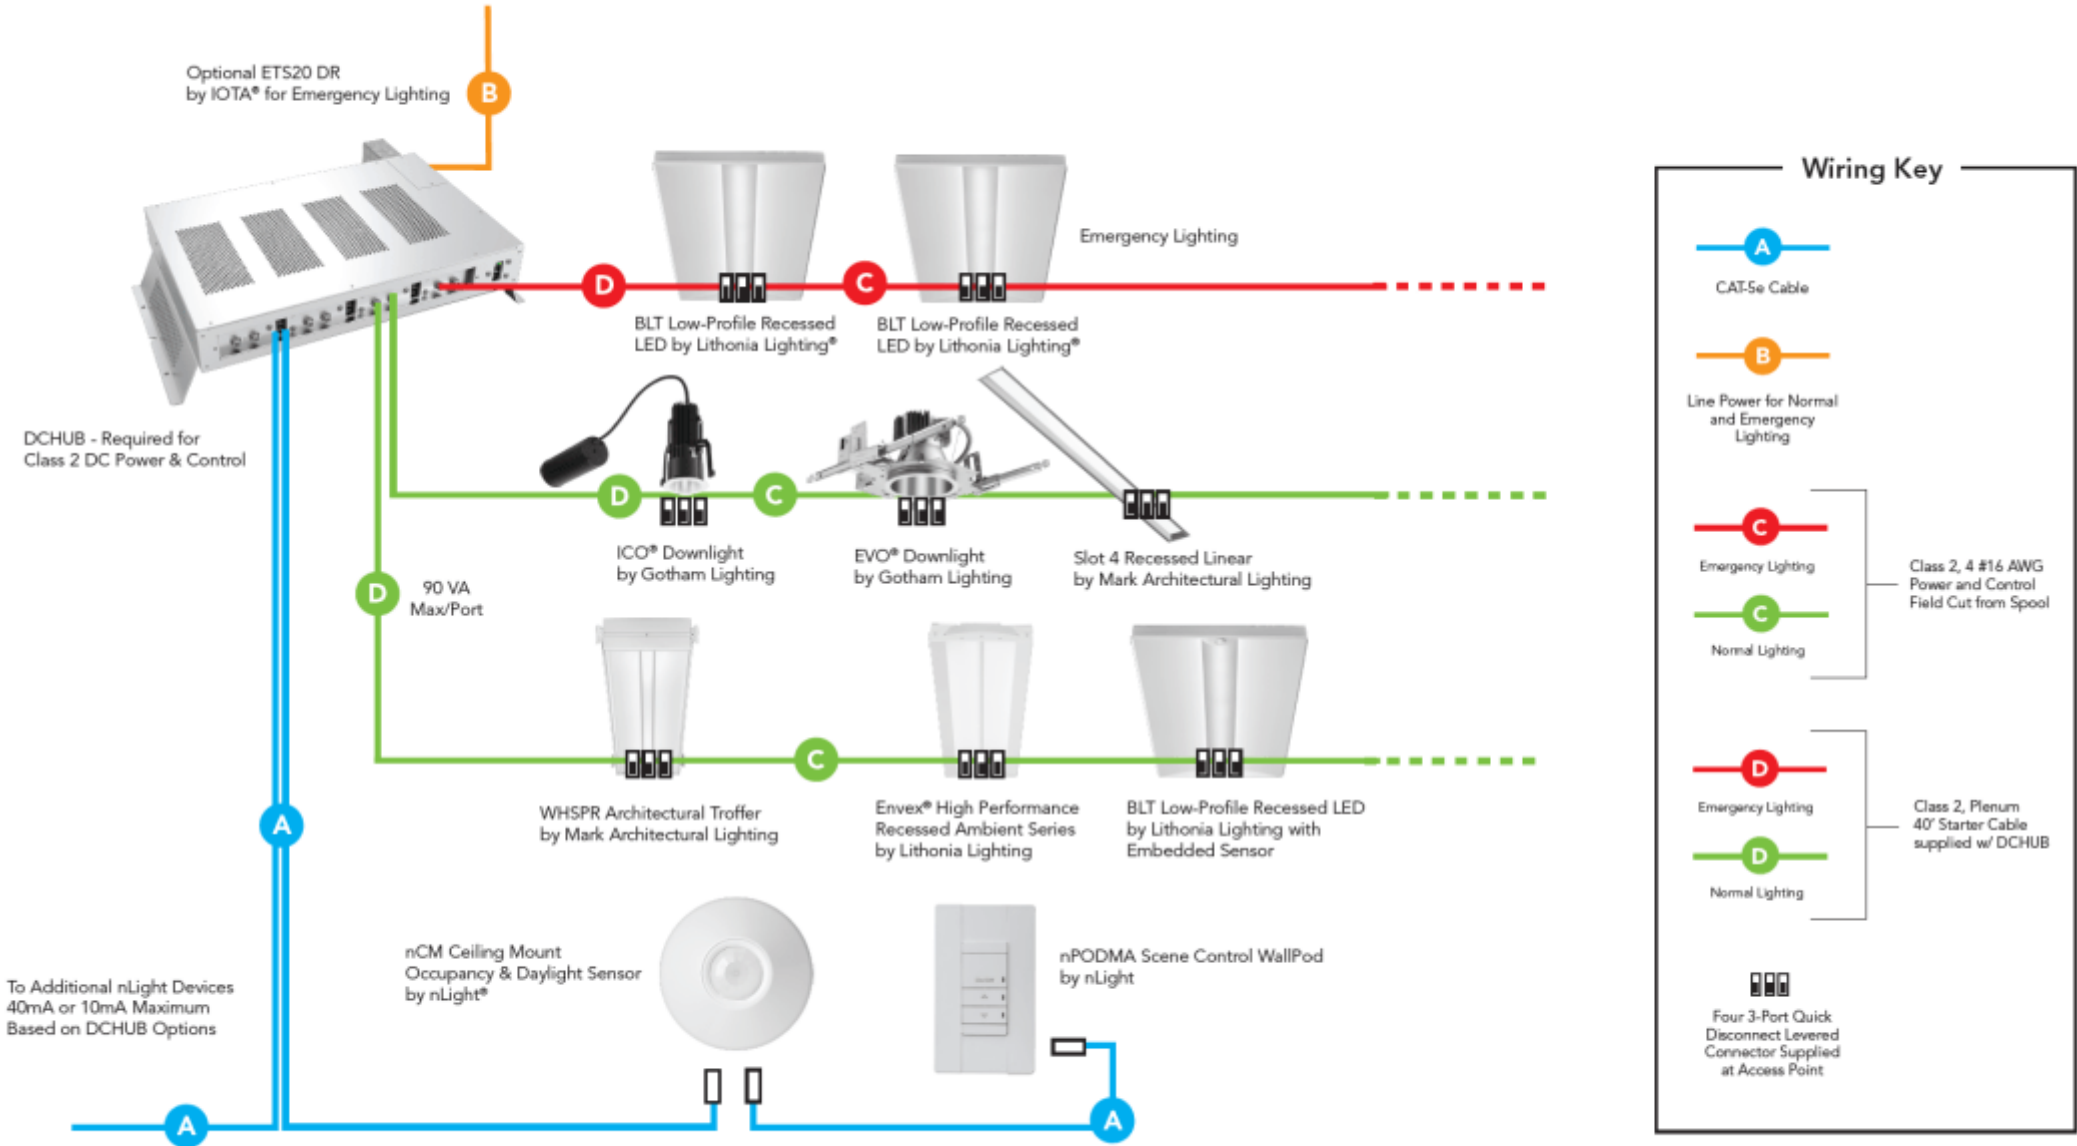 Optional ETS20 DR
by IOTA® for Emergency Lighting
B
Emergency Lighting
D
C
BLT Low-Profile Recessed
LED by Lithonia Lighting®
BLT Low-Profile Recessed
LED by Lithonia Lighting®
DCHUB - Required for
Class 2 DC Power & Control
D
C
ICO® Downlight
by Gotham Lighting
EVO® Downlight
by Gotham Lighting
Slot 4 Recessed Linear
by Mark Architectural Lighting
D
90 VA
Max/Port
C
WHSPR Architectural Troffer
by Mark Architectural Lighting
Envex® High Performance
Recessed Ambient Series
by Lithonia Lighting
BLT Low-Profile Recessed LED
by Lithonia Lighting with
Embedded Sensor
A
nCM Ceiling Mount
Occupancy & Daylight Sensor
by nLight®
nPODMA Scene Control WallPod
by nLight
To Additional nLight Devices
40mA or 10mA Maximum
Based on DCHUB Options
A
A
Wiring Key
A
CAT-5e Cable
B
Line Power for Normal
and Emergency
Lighting
C
Emergency Lighting
C
Normal Lighting
Class 2, 4 #16 AWG
Power and Control
Field Cut from Spool
D
Emergency Lighting
D
Normal Lighting
Class 2, Plenum
40' Starter Cable
supplied w/ DCHUB
Four 3-Port Quick
Disconnect Levered
Connector Supplied
at Access Point